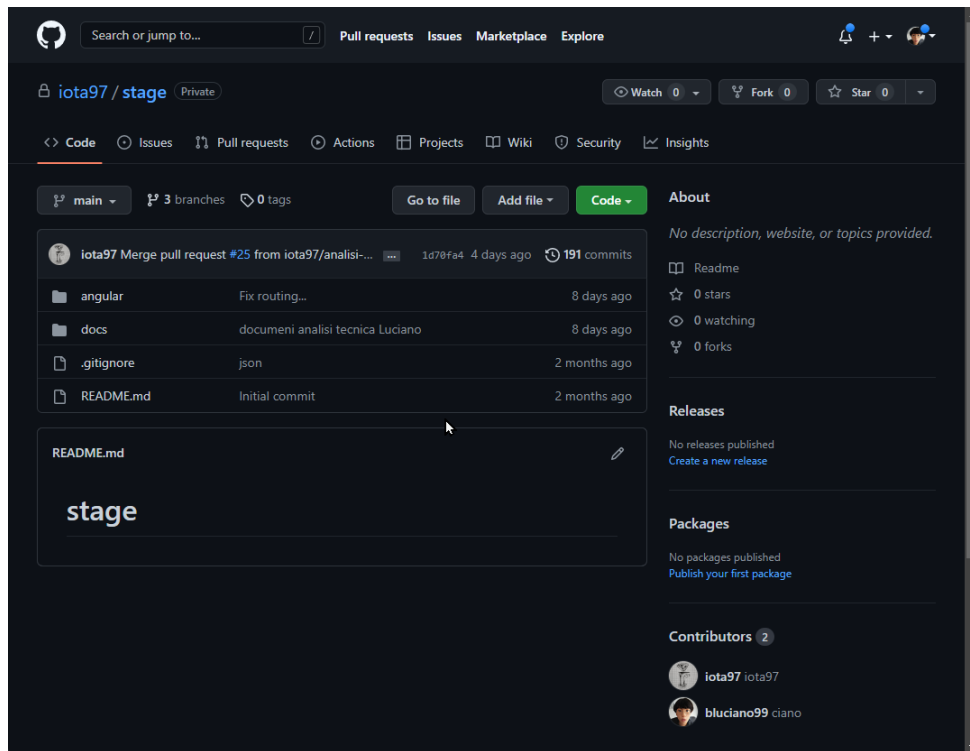 Search or jump to... / Pull requests Issues Marketplace Explore
iota97 / stage Private Watch 0 Fork 0 Star 0
Code Issues Pull requests Actions Projects Wiki Security Insights
main 3 branches 0 tags Go to file Add file Code
iota97 Merge pull request #25 from iota97/analisi-... ... 1d70fa4 4 days ago 191 commits
angular Fix routing... 8 days ago
docs documeni analisi tecnica Luciano 8 days ago
.gitignore json 2 months ago
README.md Initial commit 2 months ago
README.md
stage
About
No description, website, or topics provided.
Readme
0 stars
0 watching
0 forks
Releases
No releases published
Create a new release
Packages
No packages published
Publish your first package
Contributors 2
iota97 iota97
bluciano99 ciano